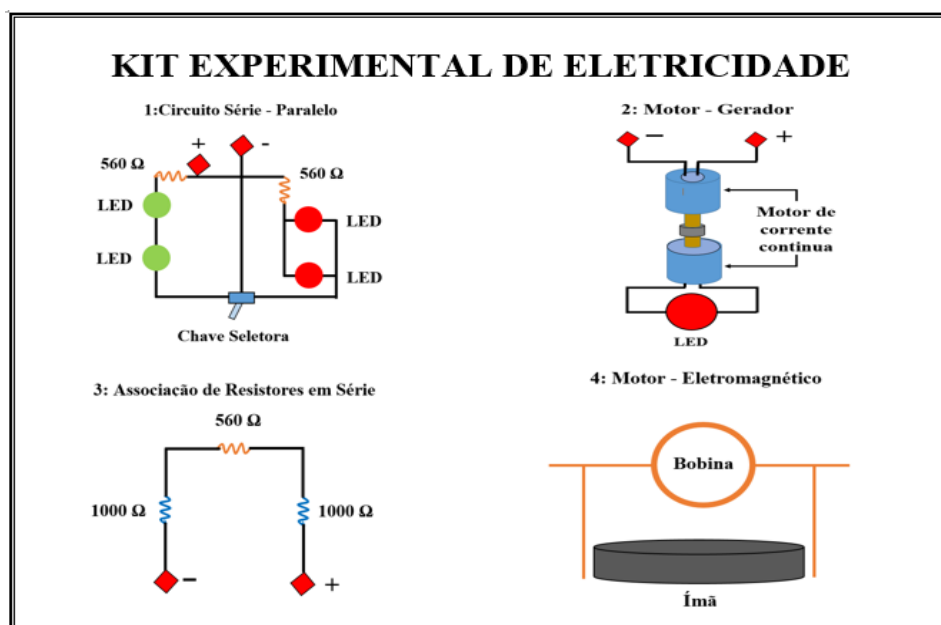 KIT EXPERIMENTAL DE ELETRICIDADE
1:Circuito Série - Paralelo
+
-
560 Ω
560 Ω
LED
LED
LED
LED
Chave Seletora
2: Motor - Gerador
-
+
Motor de
corrente
continua
LED
3: Associação de Resistores em Série
560 Ω
1000 Ω
1000 Ω
-
+
4: Motor - Eletromagnético
Bobina
Ímã